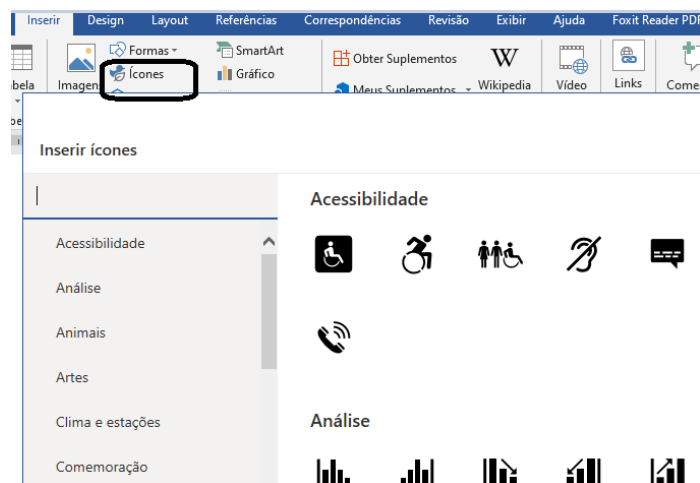 Inserir Design Layout Referências Correspondências Revisão Exibir Ajuda Foxit Reader PDF
Formas SmartArt Obter Suplementos W
Ícones Gráfico
Imagen Meus Suplementos Wikipedia Vídeo Links
Inserir ícones
Acessibilidade
Acessibilidade
Análise
Animais
Artes
Clima e estações
Análise
Comemoração